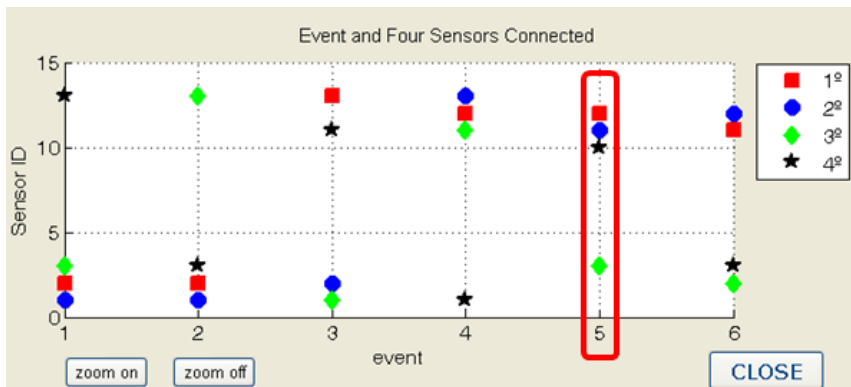 Event and Four Sensors Connected
15
10
5
0
Sensor ID
1 2 3 4 5 6
event
1º
2º
3º
4º
zoom on zoom off CLOSE